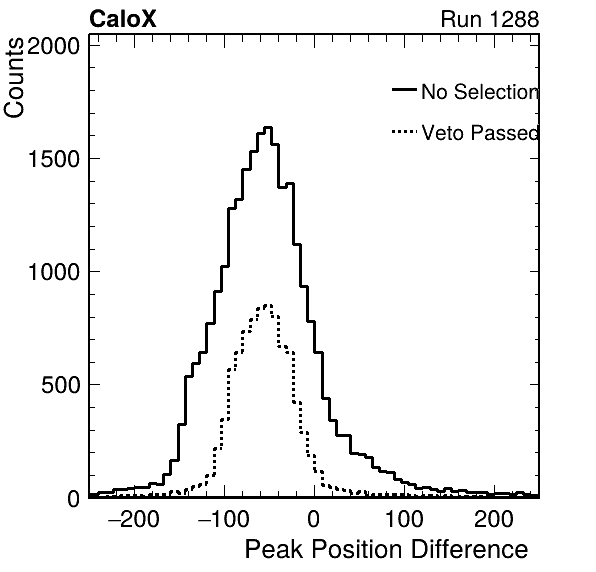 CaloX Run 1288
Counts
2000
1500
1000
500
0
No Selection
Veto Passed
−200 −100 0 100 200
Peak Position Difference